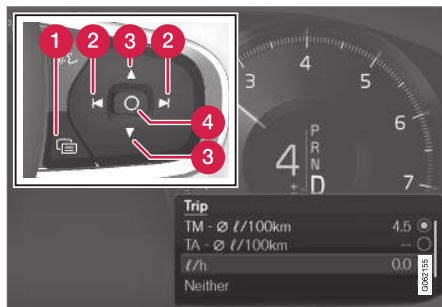 1
2
3
2
4
3
3
4
5
6
7
4
P
R
N
±
D
Trip
TM - Ø ℓ/100km 4.5
TA - Ø ℓ/100km --
ℓ/h 0.0
Neither
G062155